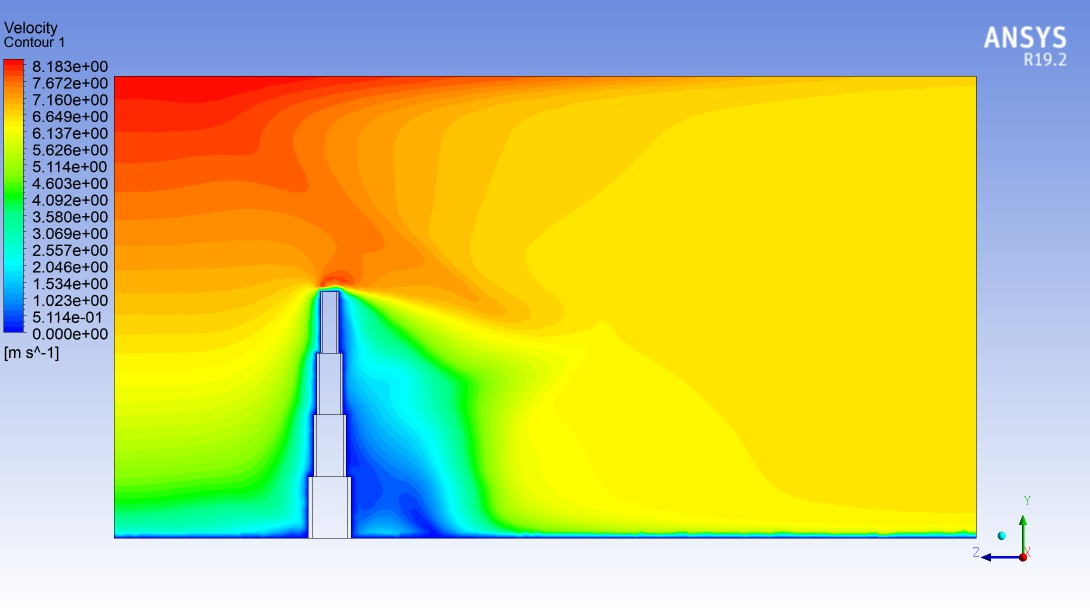 Velocity
Contour 1
8.183e+00
7.672e+00
7.160e+00
6.649e+00
6.137e+00
5.626e+00
5.114e+00
4.603e+00
4.092e+00
3.580e+00
3.069e+00
2.557e+00
2.046e+00
1.534e+00
1.023e+00
5.114e-01
0.000e+00
[m s^-1]
ANSYS
R19.2
Y
Z
X